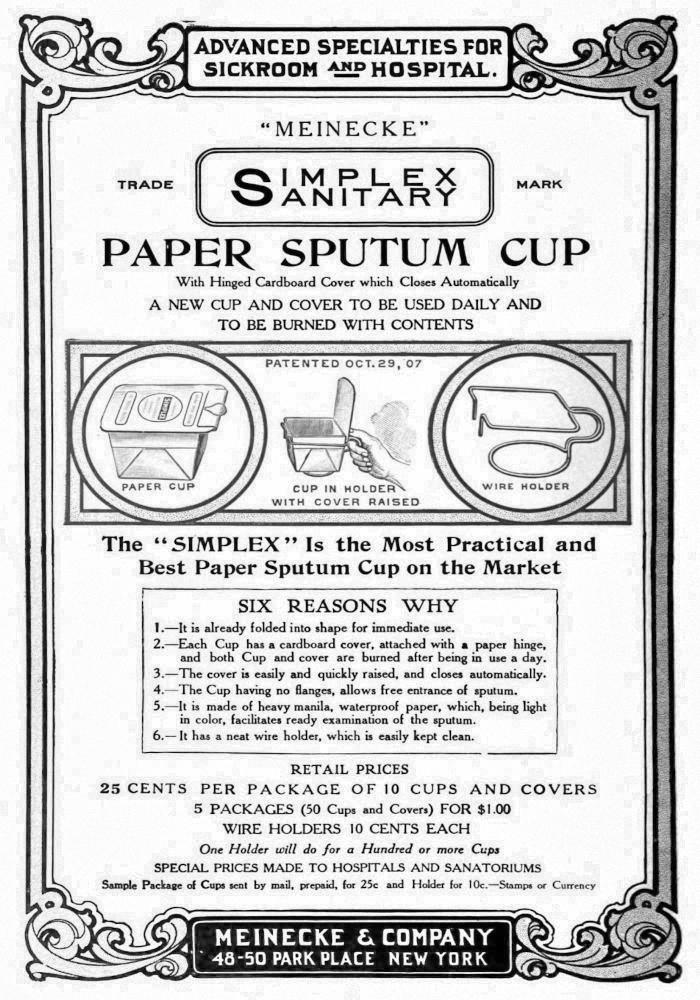 ADVANCED SPECIALTIES FOR
SICKROOM AND HOSPITAL.
"MEINECKE"
TRADE
SIMPLEX
SANITARY
MARK
PAPER SPUTUM CUP
With Hinged Cardboard Cover which Closes Automatically
A NEW CUP AND COVER TO BE USED DAILY AND
TO BE BURNED WITH CONTENTS
PATENTED OCT. 29, '07
PAPER CUP
CUP IN HOLDER
WITH COVER RAISED
WIRE HOLDER
The "SIMPLEX" Is the Most Practical and
Best Paper Sputum Cup on the Market
SIX REASONS WHY
1.—It is already folded into shape for immediate use.
2.—Each Cup has a cardboard cover, attached with a paper hinge,
and both Cup and cover are burned after being in use a day.
3.—The cover is easily and quickly raised, and closes automatically.
4.—The Cup having no flanges, allows free entrance of sputum.
5.—It is made of heavy manila, waterproof paper, which, being light
in color, facilitates ready examination of the sputum.
6.—It has a neat wire holder, which is easily kept clean.
RETAIL PRICES
25 CENTS PER PACKAGE OF 10 CUPS AND COVERS
5 PACKAGES (50 Cups and Covers) FOR $1.00
WIRE HOLDERS 10 CENTS EACH
One Holder will do for a Hundred or more Cups
SPECIAL PRICES MADE TO HOSPITALS AND SANATORIUMS
Sample Package of Cups sent by mail, prepaid, for 25c and Holder for 10c.—Stamps or Currency
MEINECKE & COMPANY
48-50 PARK PLACE NEW YORK